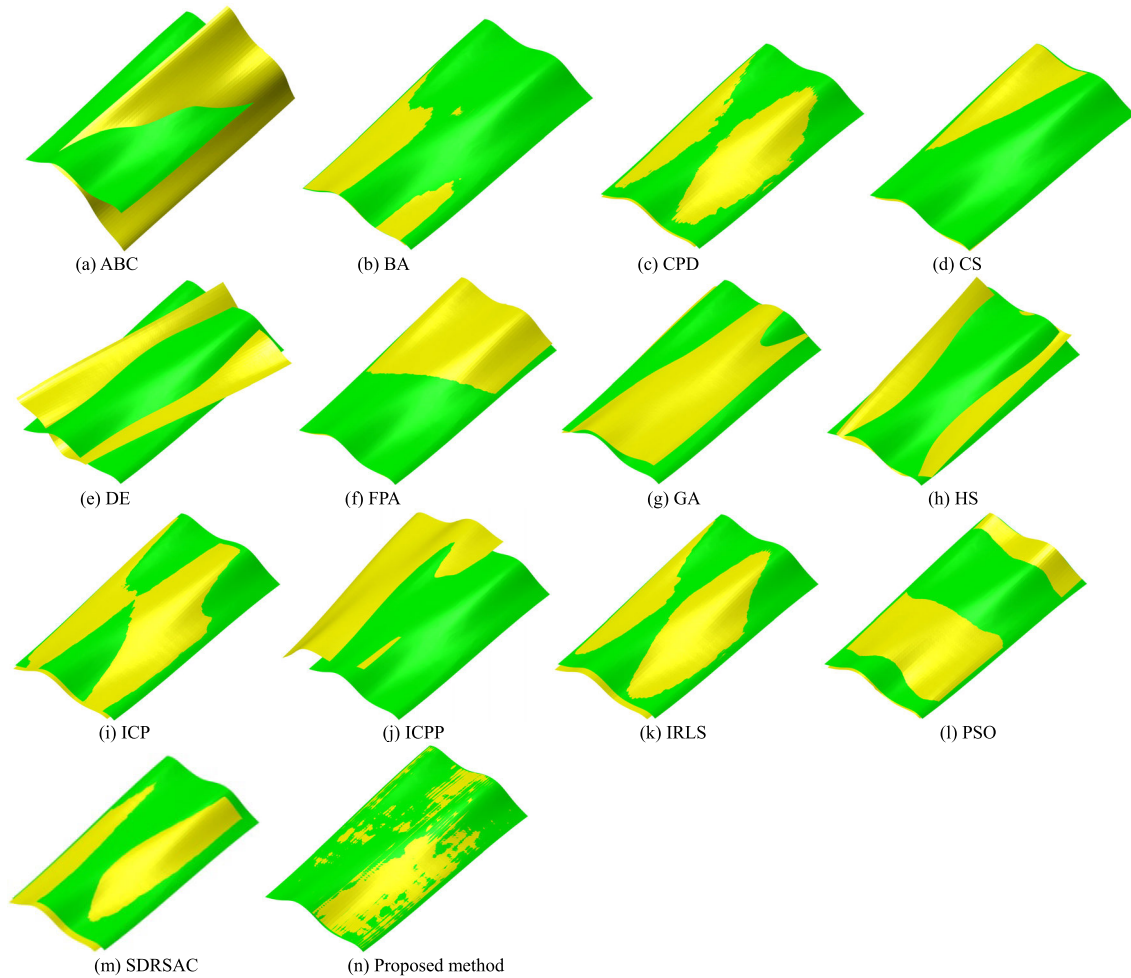 (a) ABC
(b) BA
(c) CPD
(d) CS
(e) DE
(f) FPA
(g) GA
(h) HS
(i) ICP
(j) ICPP
(k) IRLS
(l) PSO
(m) SDRSAC
(n) Proposed method